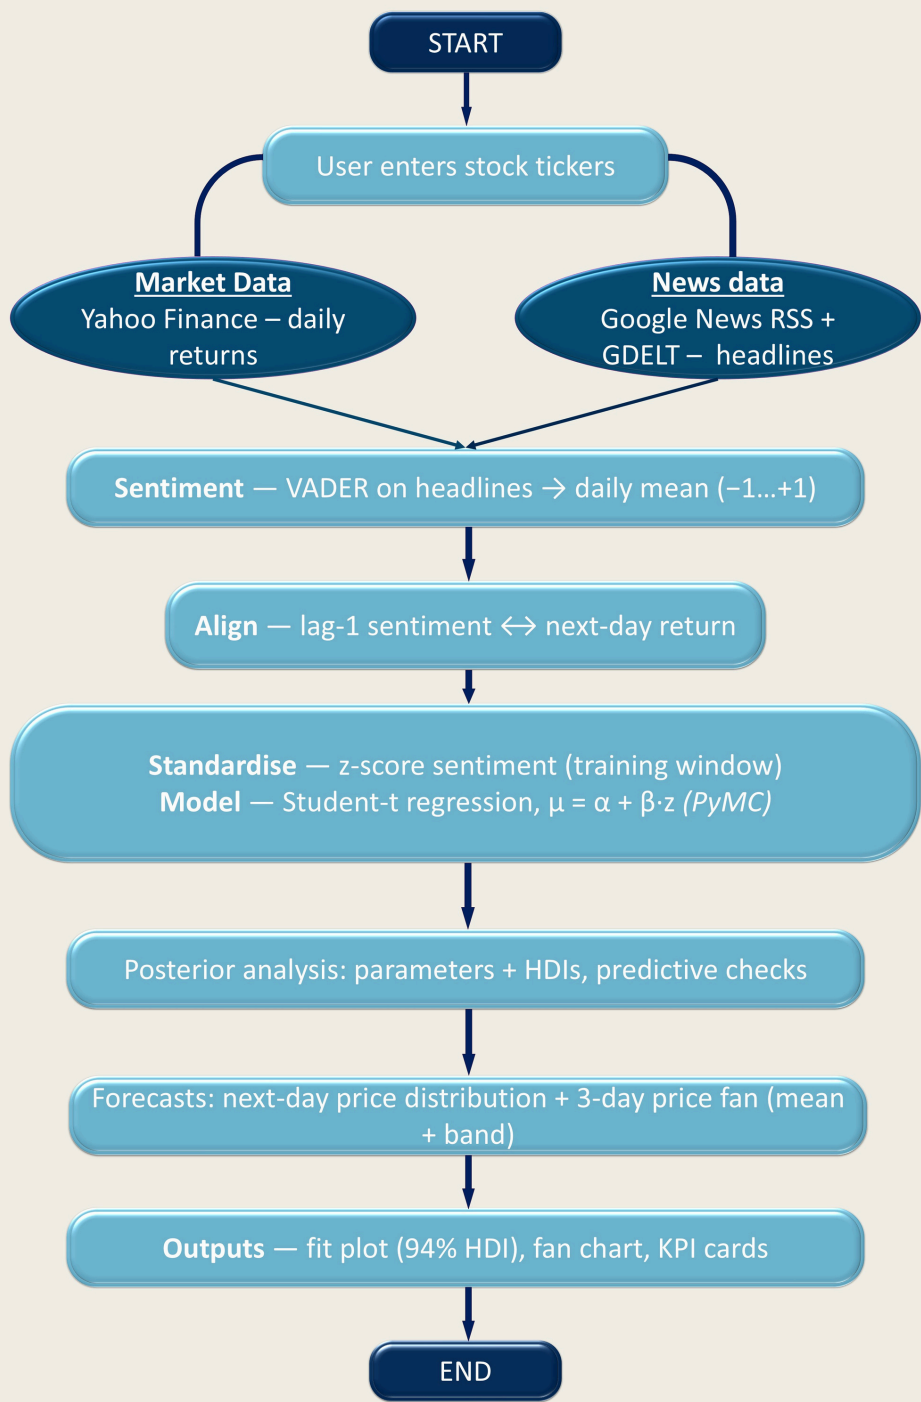 START
User enters stock tickers
Market Data
Yahoo Finance – daily
returns
News data
Google News RSS +
GDELT – headlines
Sentiment — VADER on headlines → daily mean (−1…+1)
Align — lag-1 sentiment ↔ next-day return
Standardise — z-score sentiment (training window)
Model — Student-t regression, μ = α + β·z (PyMC)
Posterior analysis: parameters + HDIs, predictive checks
Forecasts: next-day price distribution + 3-day price fan (mean
+ band)
Outputs — fit plot (94% HDI), fan chart, KPI cards
END